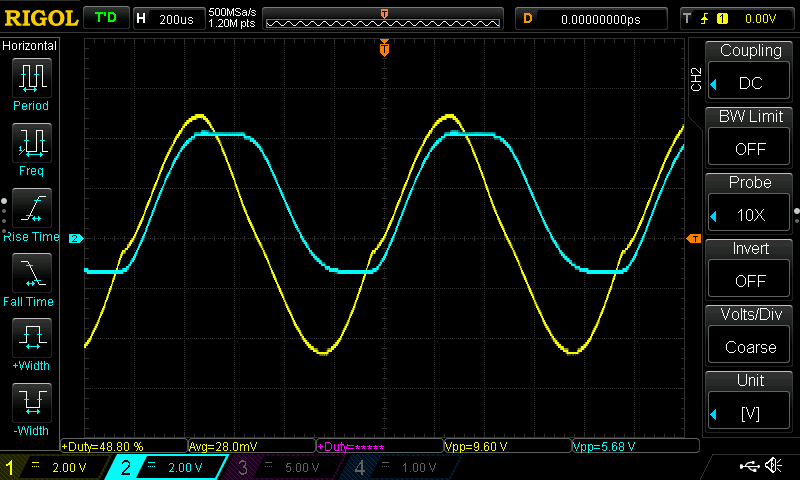 RIGOL T'D H 200us 500MSa/s 1.20M pts T D 0.00000000ps T 1 0.00V
Horizontal
Period
Freq
Rise Time
Fall Time
+Width
-Width
T
2
T
CH2
Coupling
DC
BW Limit
OFF
Probe
10X
Invert
OFF
Volts/Div
Coarse
Unit
[V]
+Duty=48.80 % Avg=28.0mV +Duty=***** Vpp=9.60 V Vpp=5.68 V
1 2.00 V 2 2.00 V 3 5.00 V 4 1.00 V